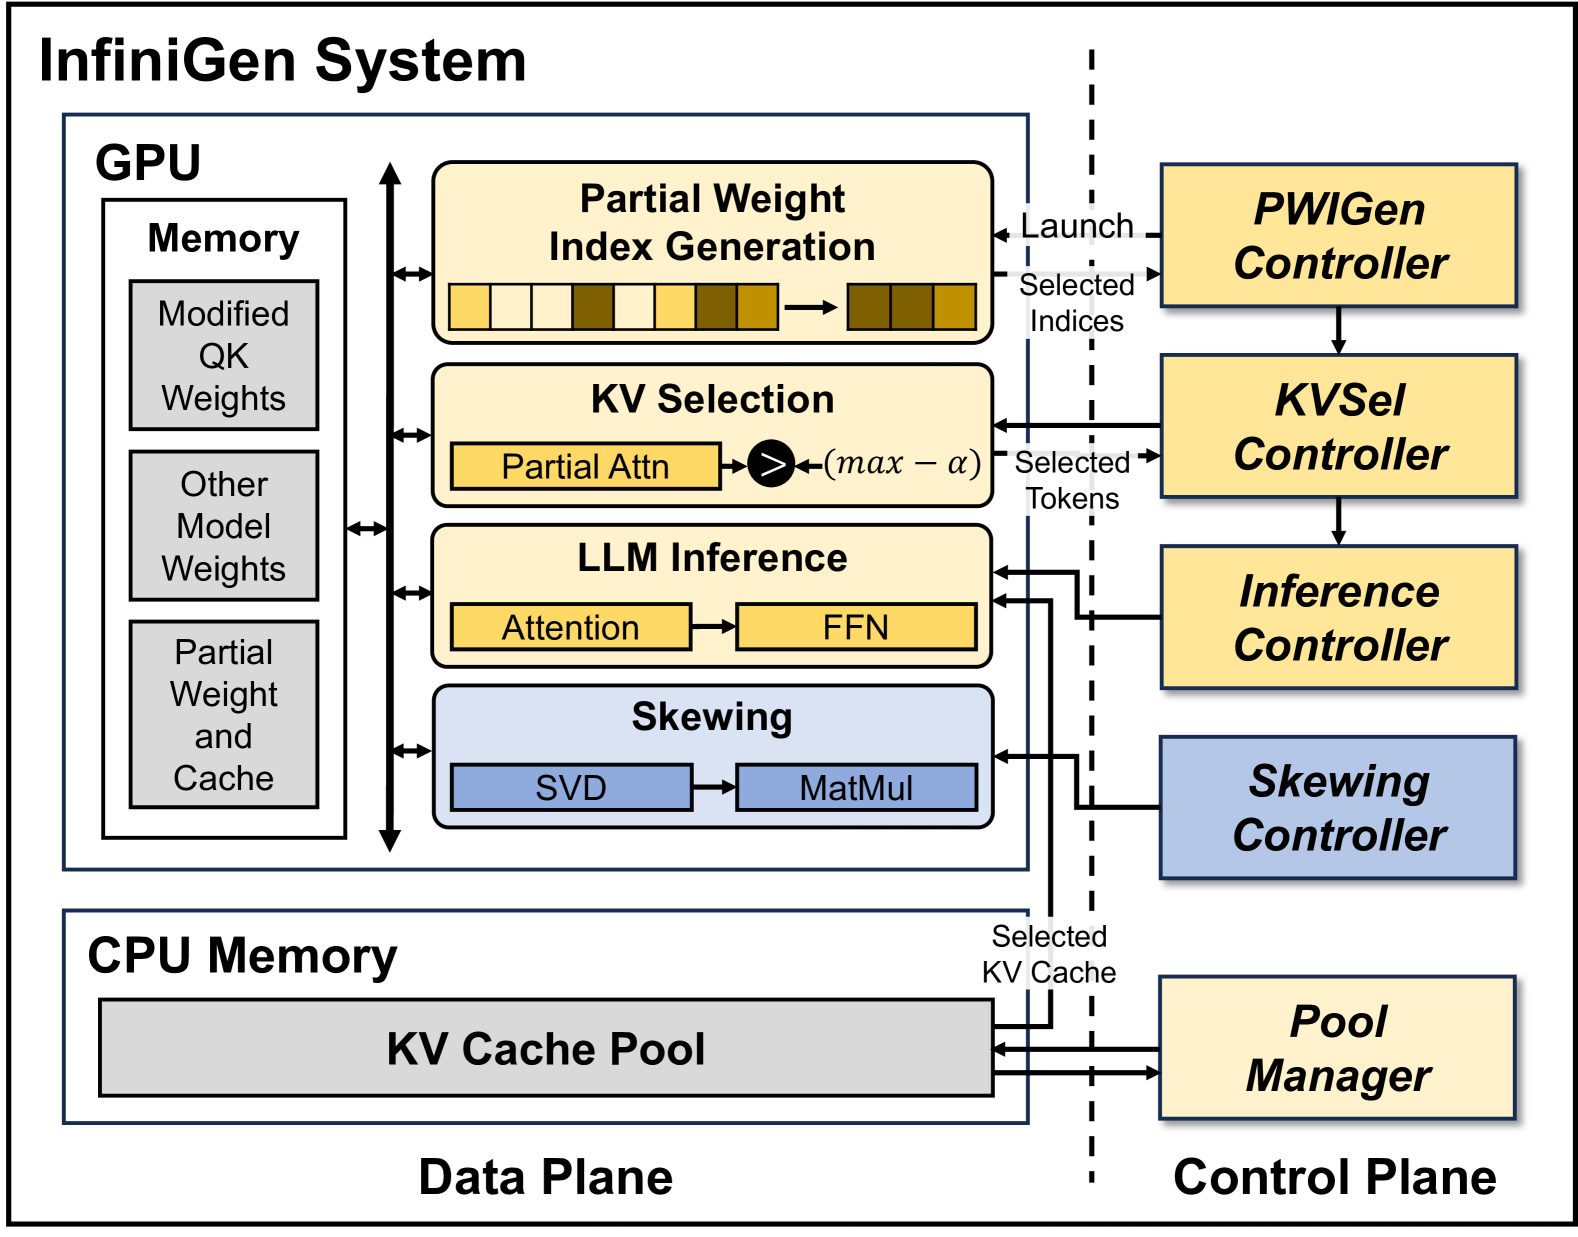 InfiniGen System
GPU
Memory
Modified
QK
Weights
Other
Model
Weights
Partial
Weight
and
Cache
Partial Weight
Index Generation
KV Selection
Partial Attn
>
(max − α)
LLM Inference
Attention
FFN
Skewing
SVD
MatMul
Launch
Selected
Indices
Selected
Tokens
PWIGen
Controller
KVSel
Controller
Inference
Controller
Skewing
Controller
CPU Memory
KV Cache Pool
Selected
KV Cache
Pool
Manager
Data Plane
Control Plane